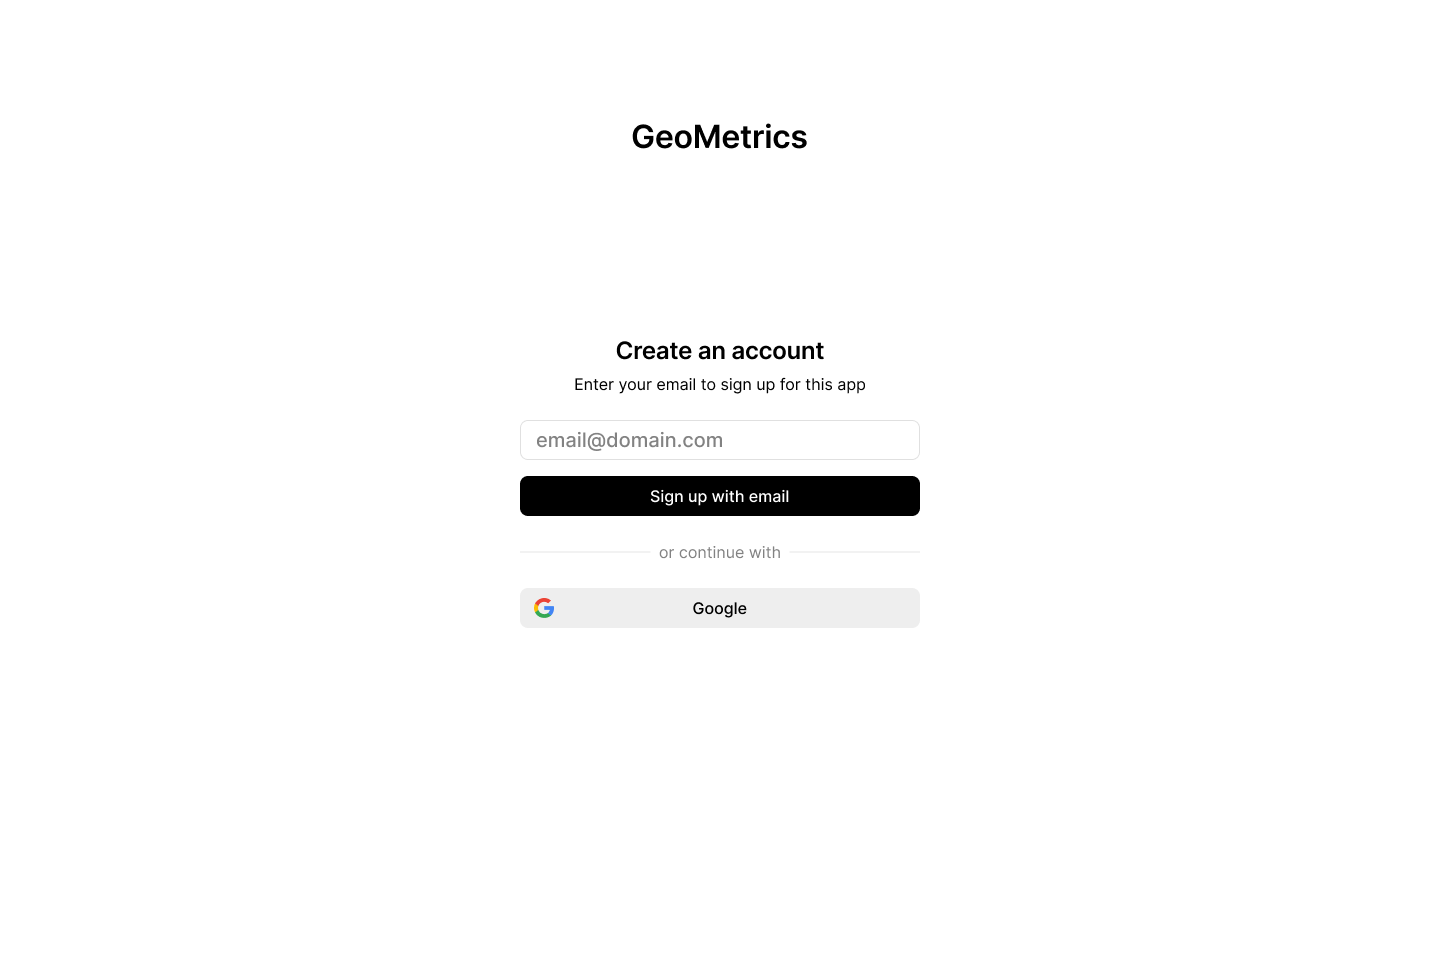 GeoMetrics
Create an account
Enter your email to sign up for this app
email@domain.com
Sign up with email
or continue with
Google